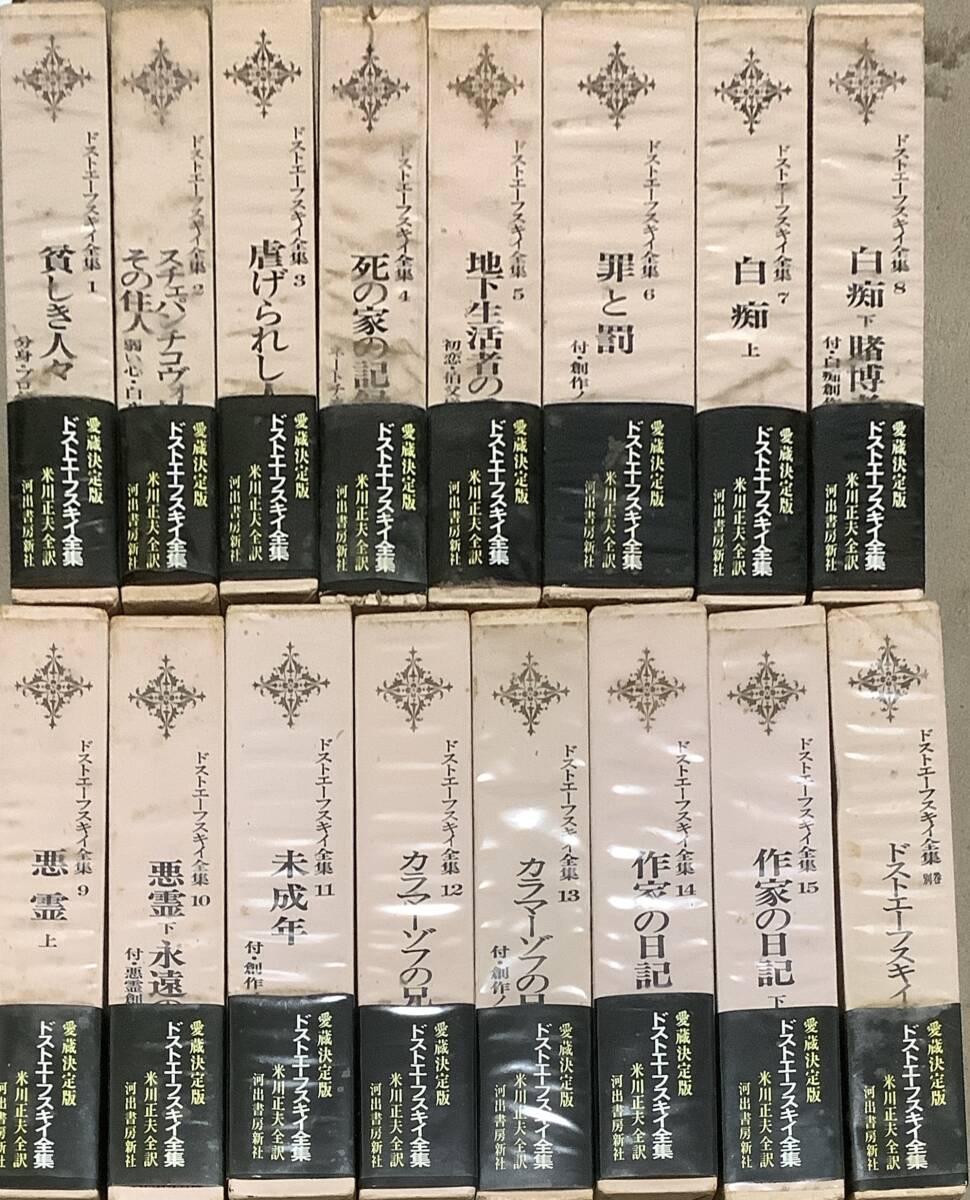 ドストエーフスキイ全集 1
貧しき人々
分身・プロ
愛蔵決定版
ドストエーフスキイ全集
米川正夫全訳
河出書房新社
ドストエーフスキイ全集 2
スチェパンチコヴォ
その住人
弱い心・白
愛蔵決定版
ドストエーフスキイ全集
米川正夫全訳
河出書房新社
ドストエーフスキイ全集 3
虐げられし
愛蔵決定版
ドストエーフスキイ全集
米川正夫全訳
河出書房新社
ドストエーフスキイ全集 4
死の家の記
ネートチ
愛蔵決定版
ドストエーフスキイ全集
米川正夫全訳
河出書房新社
ドストエーフスキイ全集 5
地下生活者の
初恋・伯父
愛蔵決定版
ドストエーフスキイ全集
米川正夫全訳
河出書房新社
ドストエーフスキイ全集 6
罪と罰
付・創作ノ
愛蔵決定版
ドストエーフスキイ全集
米川正夫全訳
河出書房新社
ドストエーフスキイ全集 7
白痴 上
愛蔵決定版
ドストエーフスキイ全集
米川正夫全訳
河出書房新社
ドストエーフスキイ全集 8
白痴 下 賭博者
付・白痴創作
愛蔵決定版
ドストエーフスキイ全集
米川正夫全訳
河出書房新社
ドストエーフスキイ全集 9
悪霊 上
愛蔵決定版
ドストエーフスキイ全集
米川正夫全訳
河出書房新社
ドストエーフスキイ全集 10
悪霊 下 永遠の
付・悪霊創
愛蔵決定版
ドストエーフスキイ全集
米川正夫全訳
河出書房新社
ドストエーフスキイ全集 11
未成年
付・創作
愛蔵決定版
ドストエーフスキイ全集
米川正夫全訳
河出書房新社
ドストエーフスキイ全集 12
カラマーゾフの兄
愛蔵決定版
ドストエーフスキイ全集
米川正夫全訳
河出書房新社
ドストエーフスキイ全集 13
カラマーゾフの兄
付・創作ノ
愛蔵決定版
ドストエーフスキイ全集
米川正夫全訳
河出書房新社
ドストエーフスキイ全集 14
作家の日記
愛蔵決定版
ドストエーフスキイ全集
米川正夫全訳
河出書房新社
ドストエーフスキイ全集 15
作家の日記 下
愛蔵決定版
ドストエーフスキイ全集
米川正夫全訳
河出書房新社
ドストエーフスキイ全集 別巻
ドストエーフスキイ
愛蔵決定版
ドストエーフスキイ全集
米川正夫全訳
河出書房新社